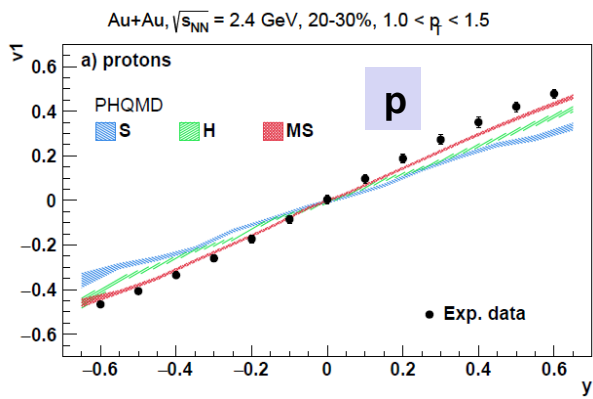 Au+Au, √sNN = 2.4 GeV, 20-30%, 1.0 < pT < 1.5
v1
a) protons
p
PHQMD
S H MS
Exp. data
0.6
0.4
0.2
0
−0.2
−0.4
−0.6
−0.6 −0.4 −0.2 0 0.2 0.4 0.6
y